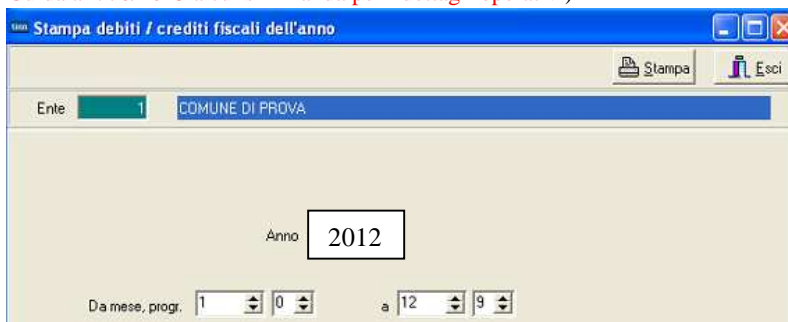 Stampa debiti / crediti fiscali dell'anno
Stampa Esci
Ente 1 COMUNE DI PROVA
Anno 2012
Da mese, progr. 1 0 a 12 9